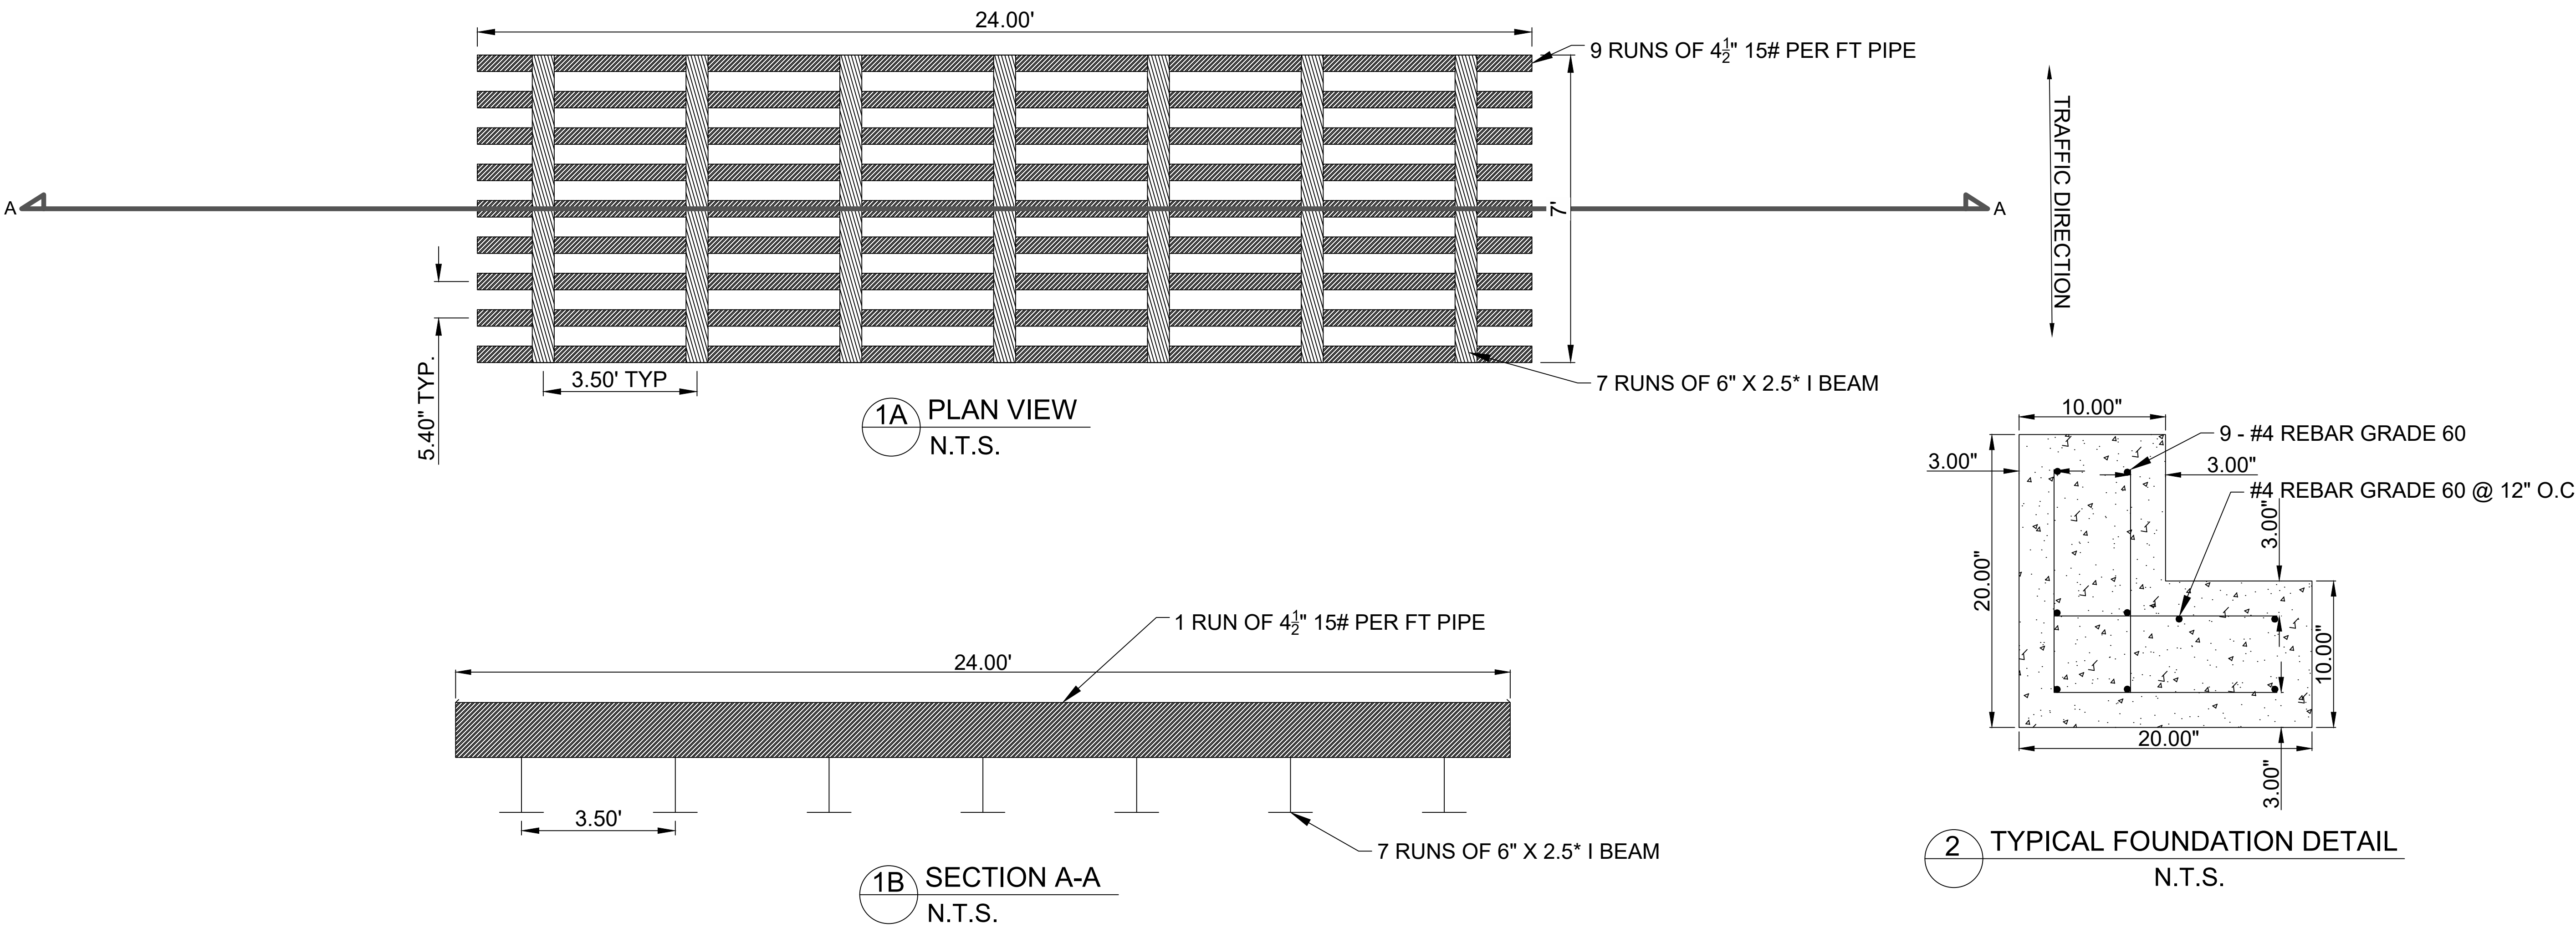 24.00'
9 RUNS OF 4½" 15# PER FT PIPE
TRAFFIC DIRECTION
A
7'
A
5.40" TYP.
3.50' TYP
7 RUNS OF 6" X 2.5* I BEAM
1A PLAN VIEW
N.T.S.
1 RUN OF 4½" 15# PER FT PIPE
24.00'
3.50'
7 RUNS OF 6" X 2.5* I BEAM
1B SECTION A-A
N.T.S.
10.00"
9 - #4 REBAR GRADE 60
3.00"
3.00"
#4 REBAR GRADE 60 @ 12" O.C
3.00"
20.00"
10.00"
20.00"
3.00"
2 TYPICAL FOUNDATION DETAIL
N.T.S.